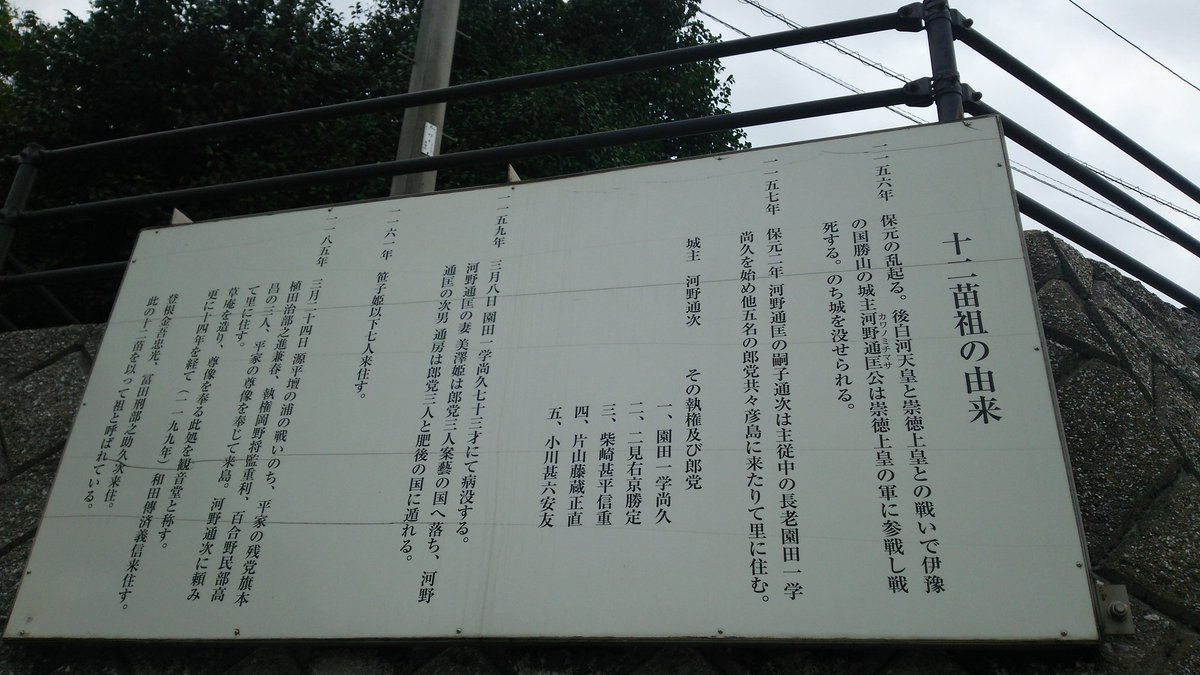 十二苗祖の由来
一一五六年 保元の乱起る。後白河天皇と崇徳上皇との戦いで伊豫
の国勝山の城主河野通匡公は崇徳上皇の軍に参戦し戦
カワノミチマサ
死する。のち城を没せられる。
一一五七年 保元二年河野通匡の嗣子通次は主従中の長老園田一学
尚久を始め他五名の郎党共々彦島に来たりて里に住む。
城主 河野通次 その執権及び郎党
一、園田一学尚久
二、二見右京勝定
三、柴崎甚平信重
四、片山藤蔵正直
五、小川甚六安友
一一五九年 三月八日園田一学尚久七十三才にて病没する。
河野通匡の妻 美澤姫は郎党三人案藝の国へ落ち、河野
通匡の次男 通房は郎党三人と肥後の国に遁れる。
一一六一年 笹子姫以下七人来住す。
一一八五年 三月二十四日 源平壇の浦の戦いのち、平家の残党旗本
植田治部之進兼春、執権岡野将監重利、百合野民部高
昌の三人、平家の尊像を奉じて来島。河野通次に頼み
て里に住す。
草庵を造り、尊像を奉る此処を観音堂と称す。
更に十四年を経て（一一九九年）和田傳済義信来住す。
登根金吾忠光、冨田刑部之助久次来住。
此の十二苗を以って祖と呼ばれている。